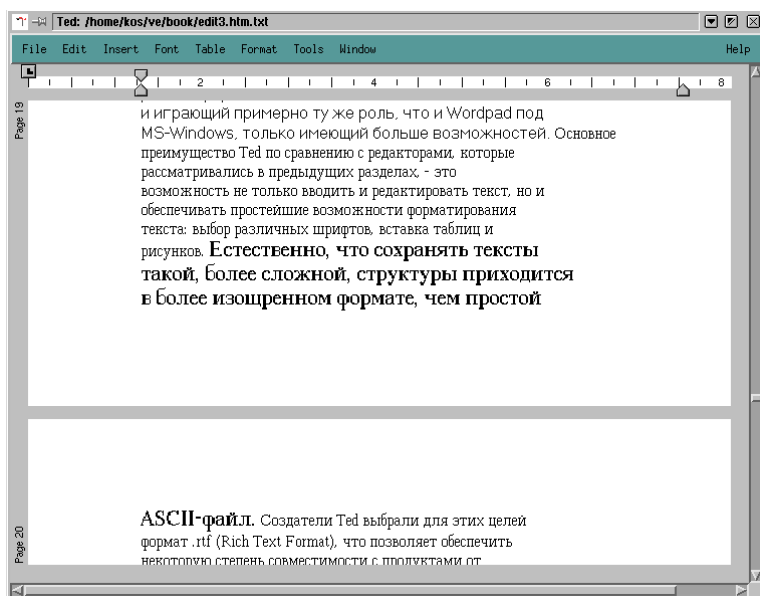 Ted: /home/kos/ve/book/edit3.htm.txt
File Edit Insert Font Table Format Tools Window Help
2 4 6 8
Page 19
и играющий примерно ту же роль, что и Wordpad под
MS-Windows, только имеющий больше возможностей. Основное
преимущество Ted по сравнению с редакторами, которые
рассматривались в предыдущих разделах, - это
возможность не только вводить и редактировать текст, но и
обеспечивать простейшие возможности форматирования
текста: выбор различных шрифтов, вставка таблиц и
рисунков. Естественно, что сохранять тексты
такой, более сложной, структуры приходится
в более изощренном формате, чем простой
Page 20
ASCII-файл. Создатели Ted выбрали для этих целей
формат .rtf (Rich Text Format), что позволяет обеспечить
некоторую степень совместимости с продуктами от